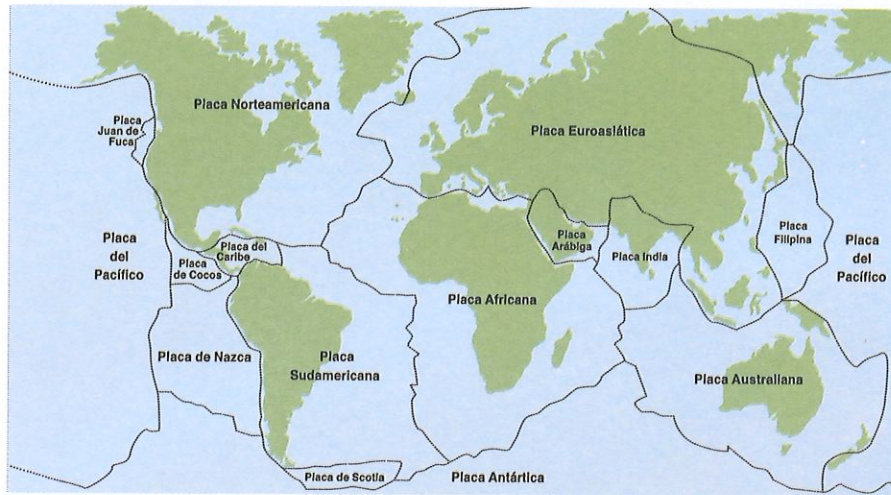 Placa Norteamericana
Placa
Juan de
Fuca
Placa Euroasiática
Placa
del
Pacífico
Placa del
Caribe
Placa
de Cocos
Placa
Arábiga
Placa India
Placa
Filipina
Placa
del
Pacífico
Placa Africana
Placa de Nazca
Placa
Sudamericana
Placa Australiana
Placa de Scotia
Placa Antártica